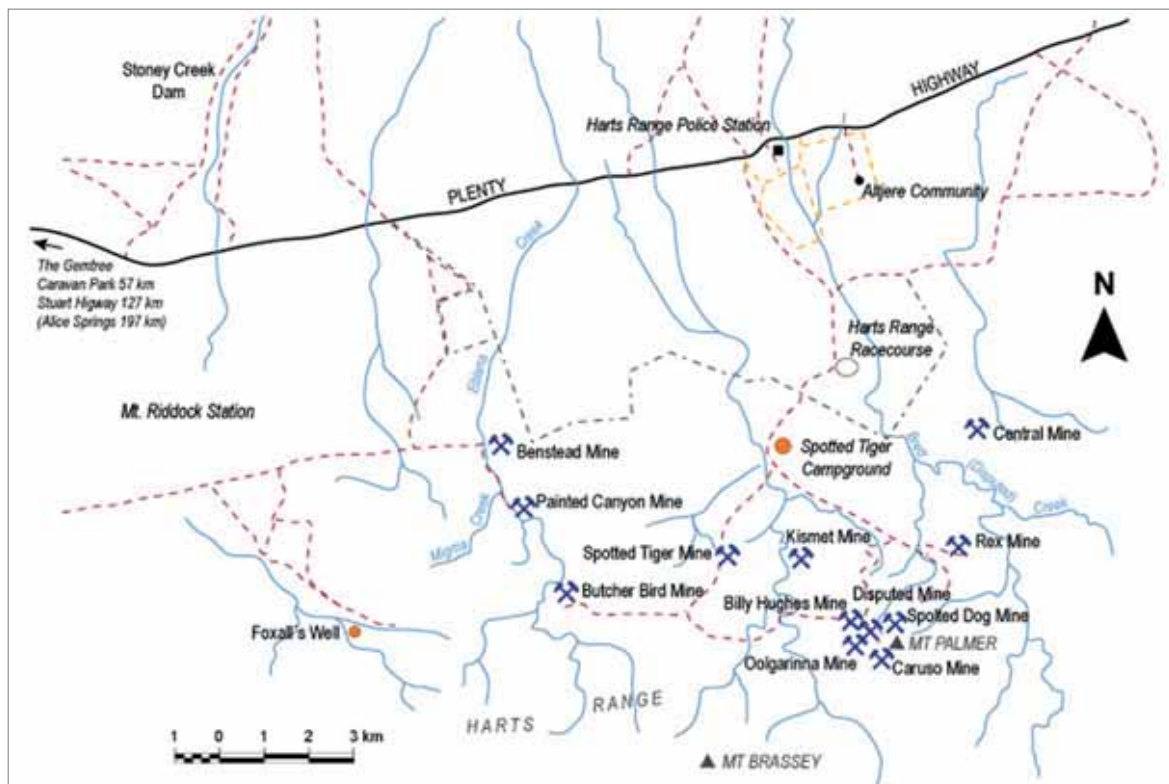 Stoney Creek
Dam
HIGHWAY
Harts Range Police Station
PLENTY
Altjere Community
Creek
The Gemtree
Caravan Park 57 km
Stuart Higway 127 km
(Alice Springs 197 km)
N
Harts Range
Racecourse
Mt. Riddock Station
Central Mine
Benstead Mine
Spotted Tiger
Campground
(Disputed)
Creek
Painted Canyon Mine
Creek
Spotted Tiger Mine
Kismet Mine
Rex Mine
Butcher Bird Mine
Disputed Mine
Billy Hughes Mine
Spotted Dog Mine
Foxall's Well
MT PALMER
Oolgarinna Mine
Caruso Mine
HARTS RANGE
1 0 1 2 3 km
MT BRASSEY